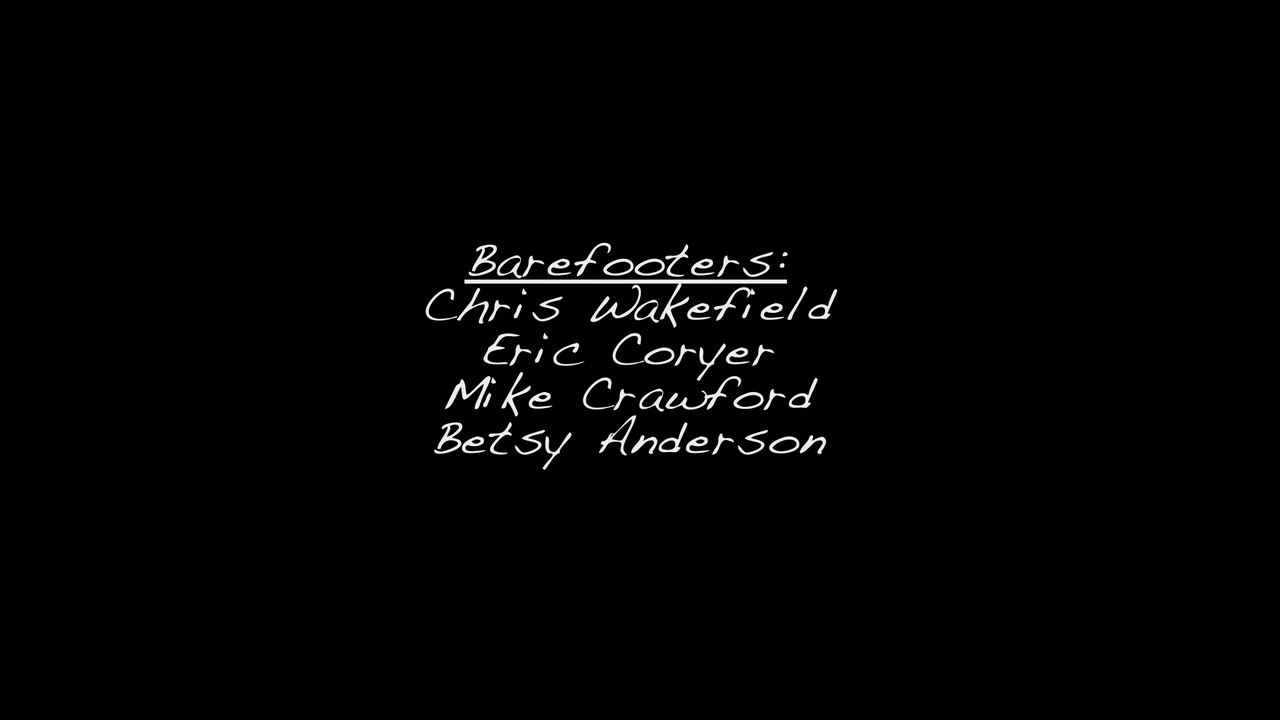 Barefooters:
Chris Wakefield
Eric Coryer
Mike Crawford
Betsy Anderson